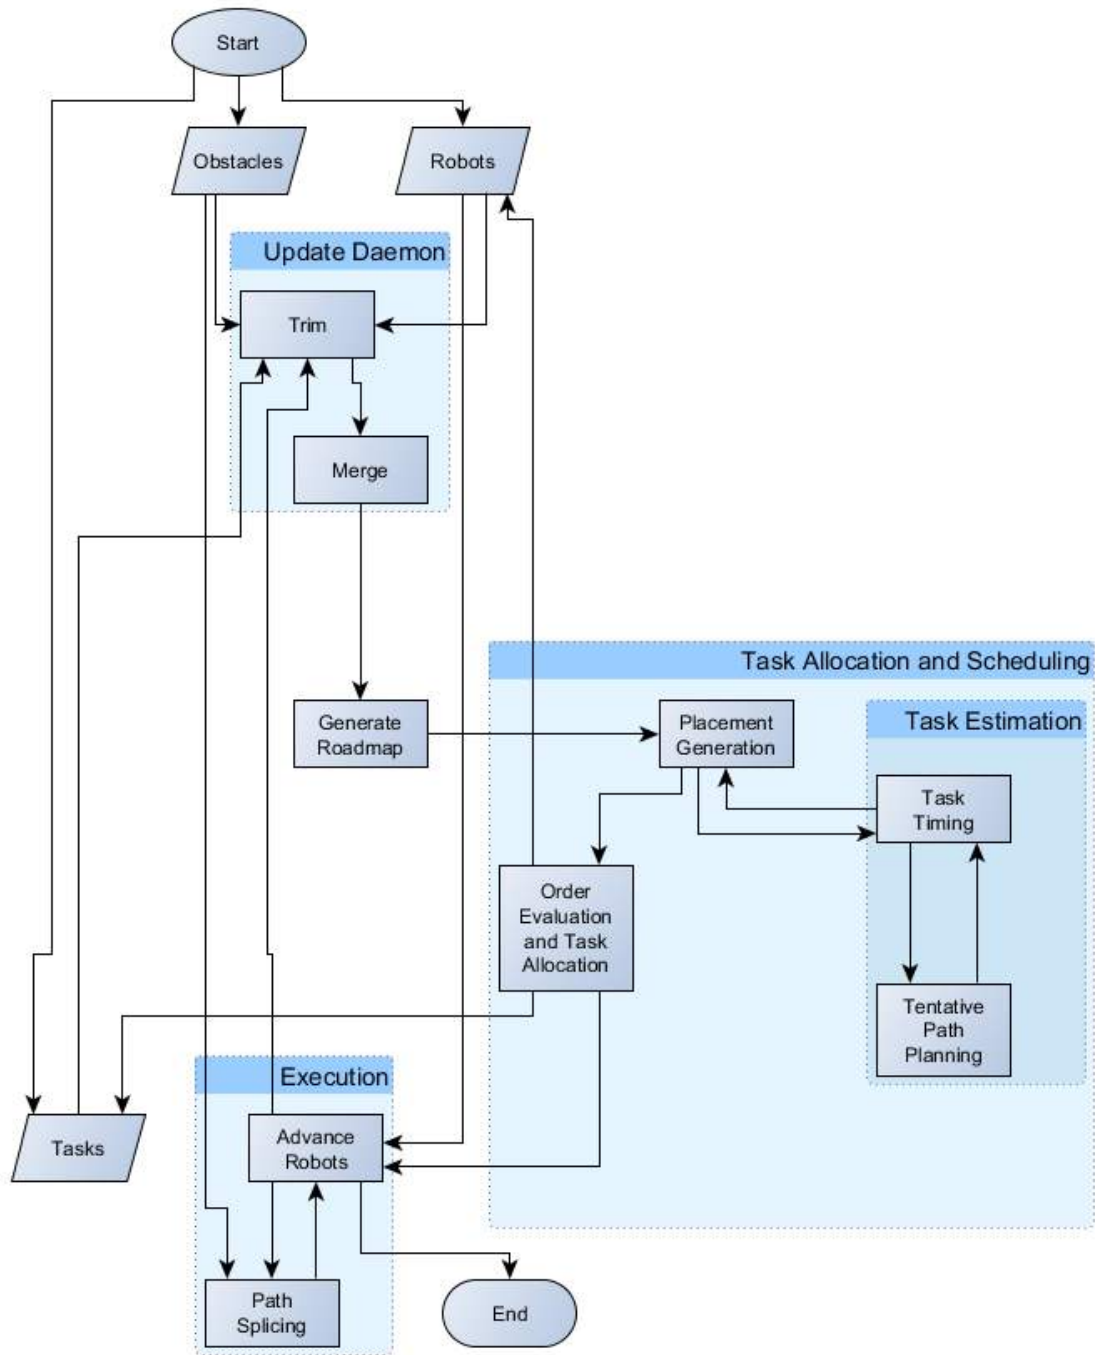 Start
Obstacles
Robots
Update Daemon
Trim
Merge
Task Allocation and Scheduling
Generate
Roadmap
Placement
Generation
Task Estimation
Task
Timing
Order
Evaluation
and Task
Allocation
Tentative
Path
Planning
Execution
Tasks
Advance
Robots
Path
Splicing
End